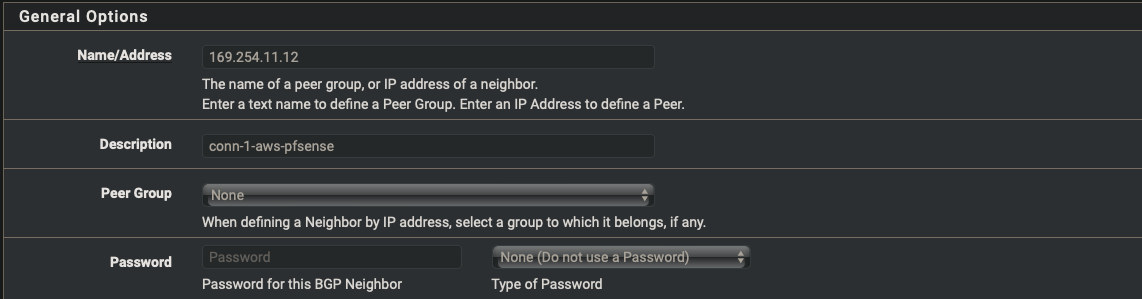 General Options
Name/Address
169.254.11.12
The name of a peer group, or IP address of a neighbor.
Enter a text name to define a Peer Group. Enter an IP Address to define a Peer.
Description
conn-1-aws-pfsense
Peer Group
None
When defining a Neighbor by IP address, select a group to which it belongs, if any.
Password
Password
None (Do not use a Password)
Password for this BGP Neighbor
Type of Password